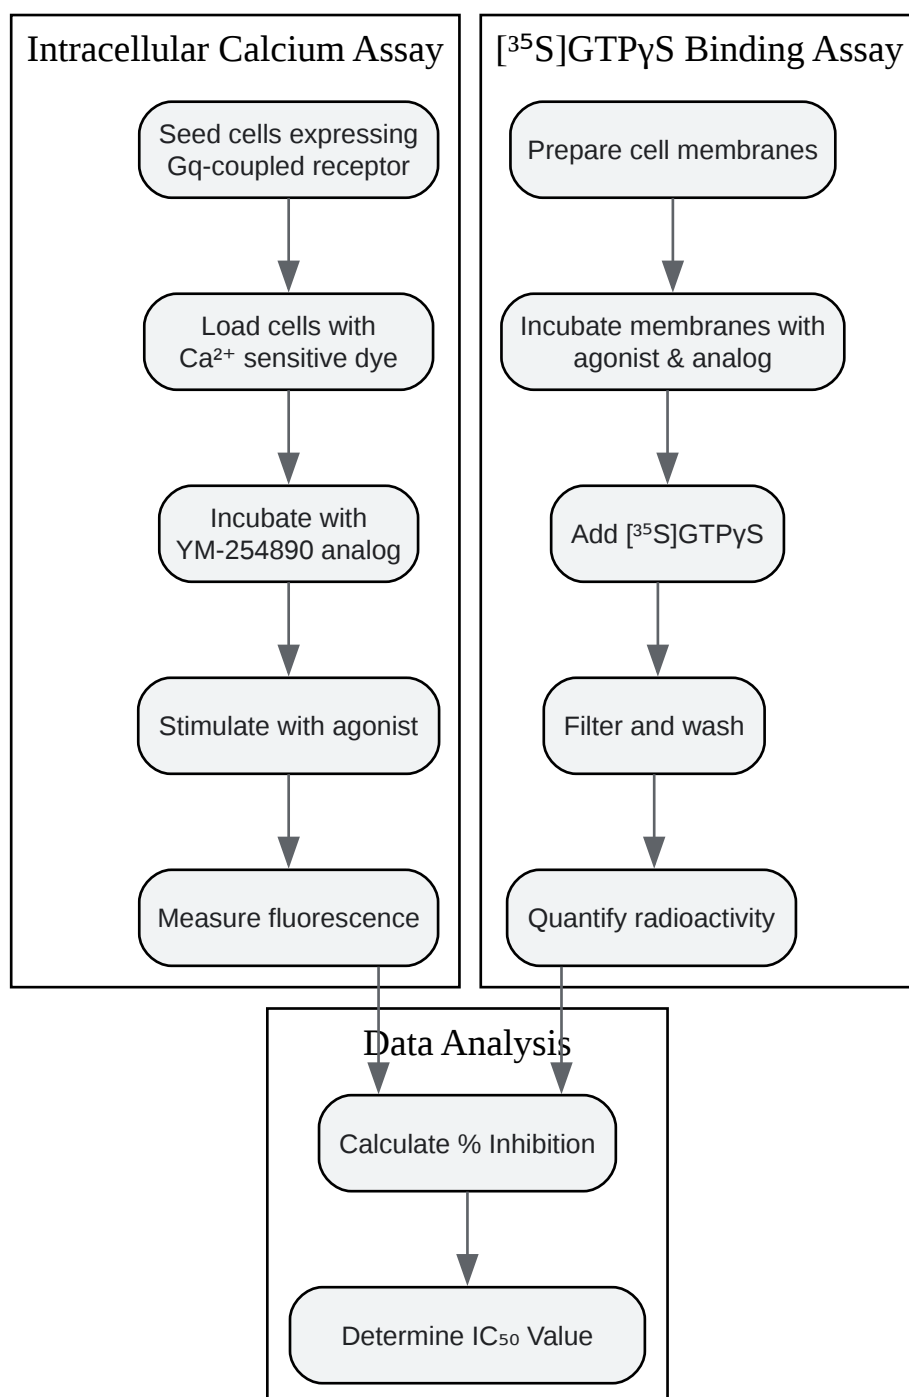 Intracellular Calcium Assay
Seed cells expressing
Gq-coupled receptor
Load cells with
Ca²⁺ sensitive dye
Incubate with
YM-254890 analog
Stimulate with agonist
Measure fluorescence
[³⁵S]GTPγS Binding Assay
Prepare cell membranes
Incubate membranes with
agonist & analog
Add [³⁵S]GTPγS
Filter and wash
Quantify radioactivity
Data Analysis
Calculate % Inhibition
Determine IC₅₀ Value